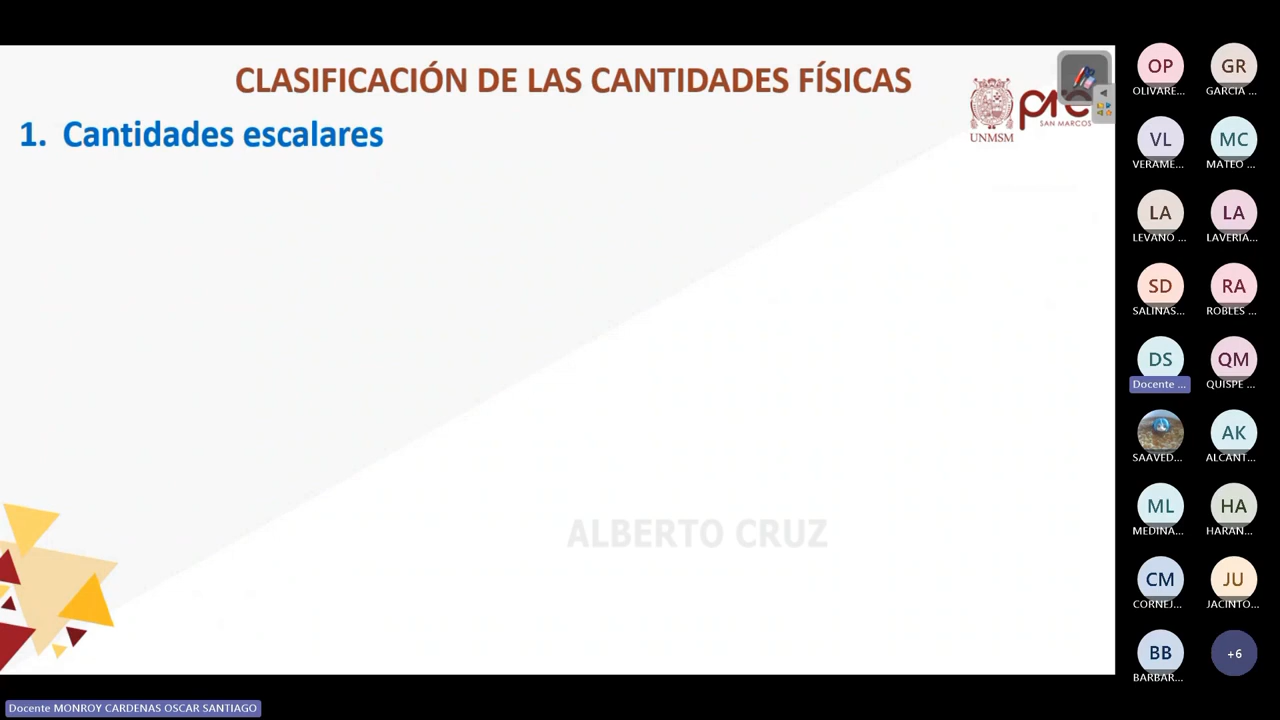 CLASIFICACIÓN DE LAS CANTIDADES FÍSICAS
1. Cantidades escalares
UNMSM
SAN MARCOS
ALBERTO CRUZ
OP
OLIVARE...
GR
GARCIA ...
VL
VERAME...
MC
MATEO ...
LA
LEVANO ...
LA
LAVERIA...
SD
SALINAS...
RA
ROBLES ...
DS
Docente ...
QM
QUISPE ...
SAAVED...
AK
ALCANT...
ML
MEDINA...
HA
HARAN...
CM
CORNEJ...
JU
JACINTO...
BB
BARBAR...
+6
Docente MONROY CARDENAS OSCAR SANTIAGO